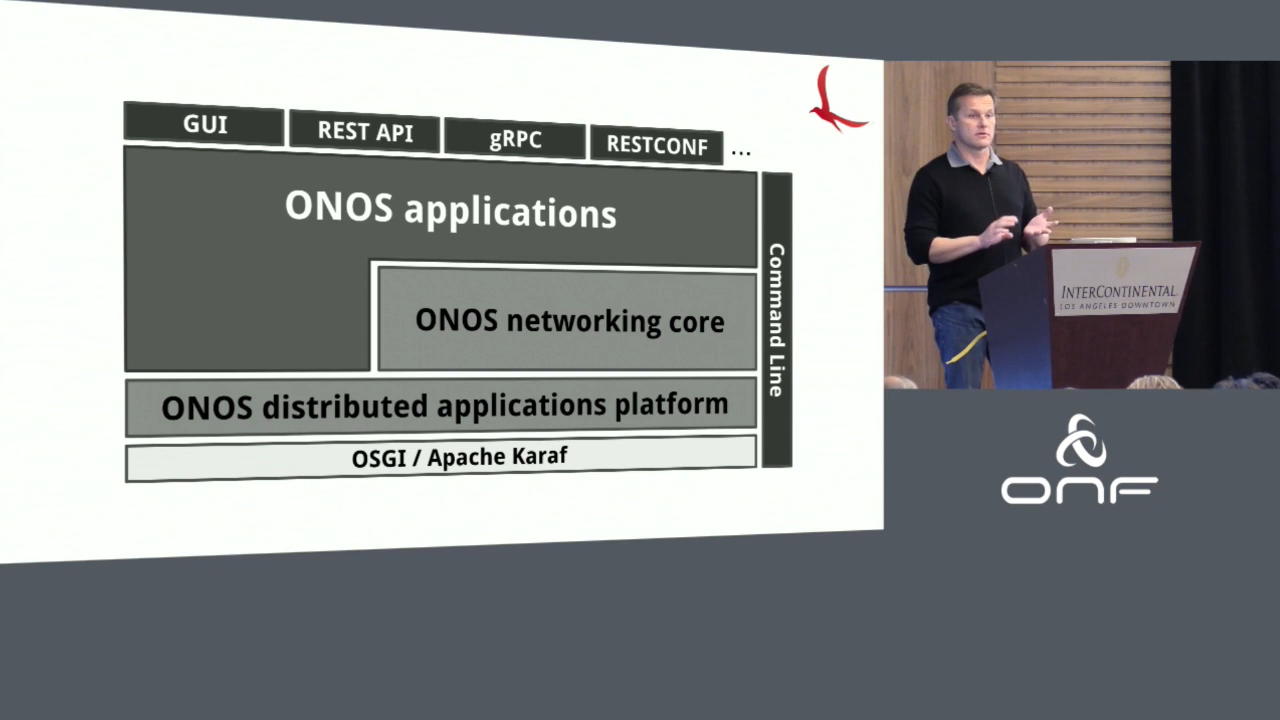 GUI
REST API
gRPC
RESTCONF
...
ONOS applications
ONOS networking core
Command Line
ONOS distributed applications platform
OSGI / Apache Karaf
INTERCONTINENTAL
LOS ANGELES DOWNTOWN
ONF